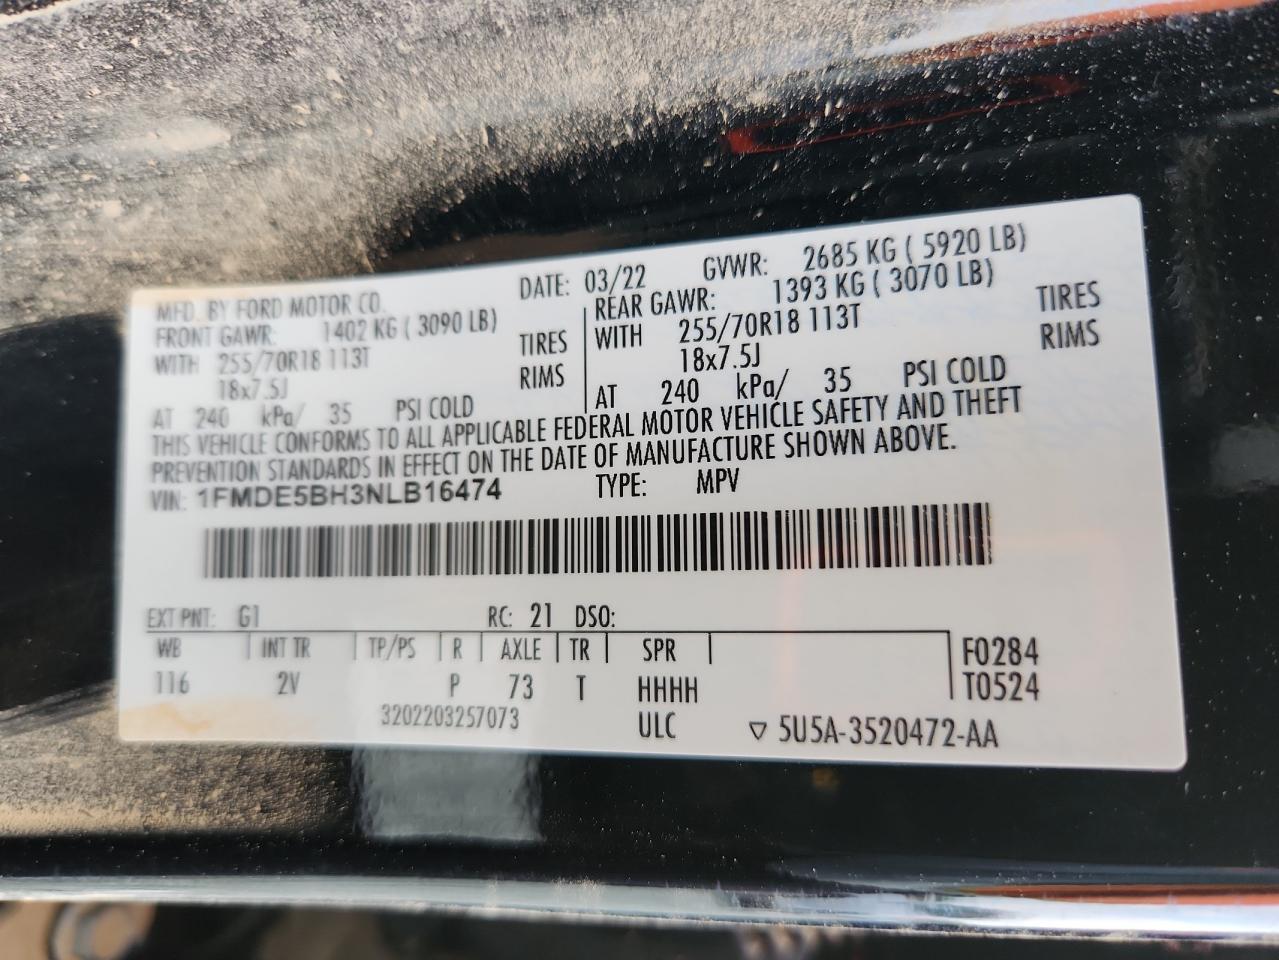 MFD. BY FORD MOTOR CO. DATE: 03/22 GVWR: 2685 KG ( 5920 LB)
FRONT GAWR: 1402 KG ( 3090 LB)
WITH 255/70R18 113T TIRES
18x7.5J RIMS
AT 240 kPa/ 35 PSI COLD
REAR GAWR: 1393 KG ( 3070 LB)
WITH 255/70R18 113T TIRES
18x7.5J RIMS
AT 240 kPa/ 35 PSI COLD
THIS VEHICLE CONFORMS TO ALL APPLICABLE FEDERAL MOTOR VEHICLE SAFETY AND THEFT
PREVENTION STANDARDS IN EFFECT ON THE DATE OF MANUFACTURE SHOWN ABOVE.
VIN: 1FMDE5BH3NLB16474 TYPE: MPV
EXT PNT: G1 RC: 21 DSO:
WB INT TR TP/PS R AXLE TR SPR F0284
116 2V P 73 T HHHH T0524
3202203257073 ULC ▽ 5U5A-3520472-AA